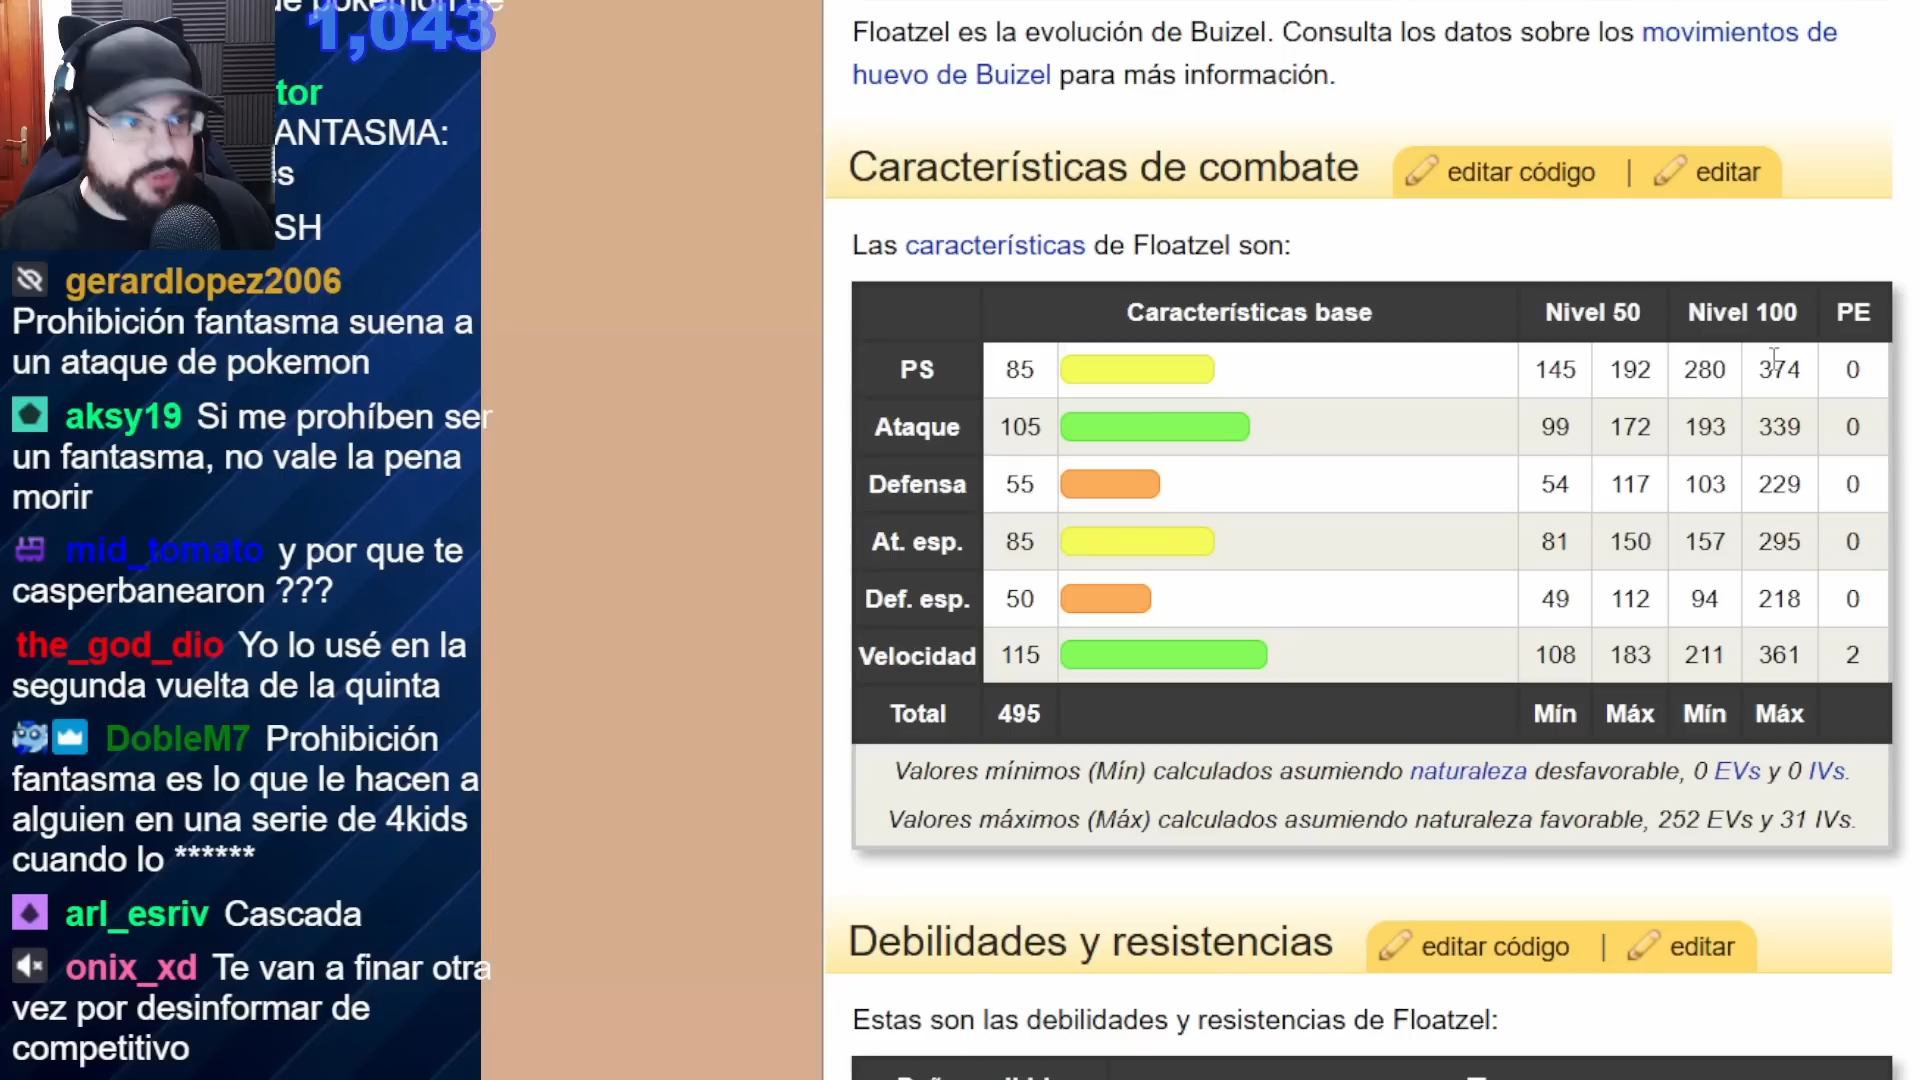 1,043
tor
ANTASMA:
SH
gerardlopez2006
Prohibición fantasma suena a
un ataque de pokemon
aksy19 Si me prohíben ser
un fantasma, no vale la pena
morir
mid_tomato y por que te
casperbanearon ???
the_god_dio Yo lo usé en la
segunda vuelta de la quinta
DobleM7 Prohibición
fantasma es lo que le hacen a
alguien en una serie de 4kids
cuando lo ******
arl_esriv Cascada
onix_xd Te van a finar otra
vez por desinformar de
competitivo
Floatzel es la evolución de Buizel. Consulta los datos sobre los movimientos de
huevo de Buizel para más información.
Características de combate editar código | editar
Las características de Floatzel son:
Características base Nivel 50 Nivel 100 PE
PS 85 145 192 280 374 0
Ataque 105 99 172 193 339 0
Defensa 55 54 117 103 229 0
At. esp. 85 81 150 157 295 0
Def. esp. 50 49 112 94 218 0
Velocidad 115 108 183 211 361 2
Total 495 Mín Máx Mín Máx
Valores mínimos (Mín) calculados asumiendo naturaleza desfavorable, 0 EVs y 0 IVs.
Valores máximos (Máx) calculados asumiendo naturaleza favorable, 252 EVs y 31 IVs.
Debilidades y resistencias editar código | editar
Estas son las debilidades y resistencias de Floatzel: